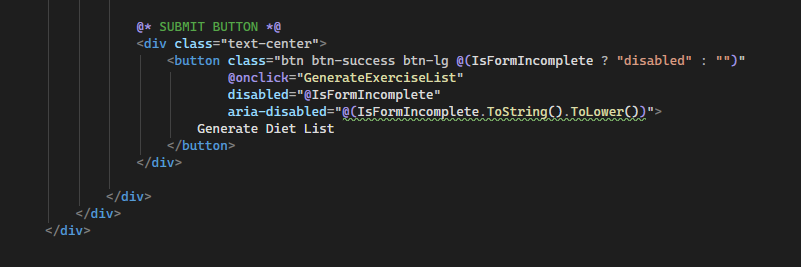 @* SUBMIT BUTTON *@
<div class="text-center">
<button class="btn btn-success btn-lg @(IsFormIncomplete ? "disabled" : "")"
@onclick="GenerateExerciseList"
disabled="@IsFormIncomplete"
aria-disabled="@(IsFormIncomplete.ToString().ToLower())">
Generate Diet List
</button>
</div>
</div>
</div>
</div>